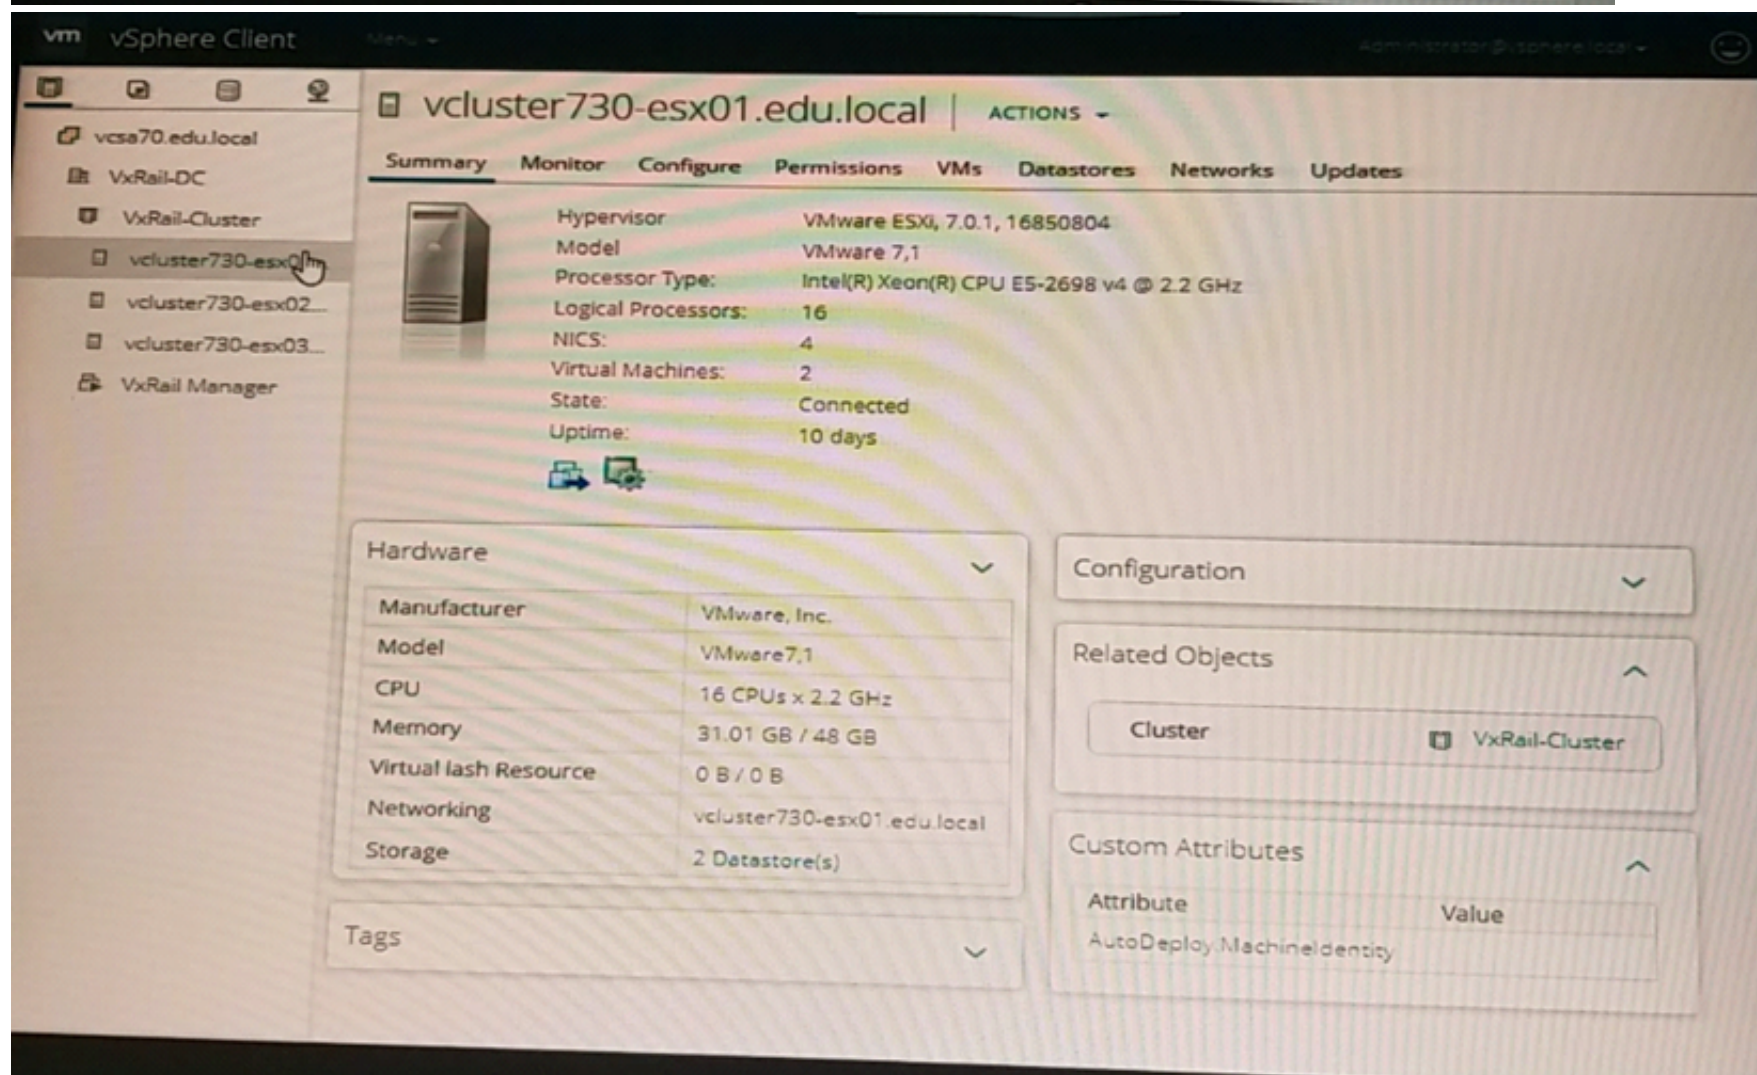 vm vSphere Client Menu Administrator@vsphere.local
vcsa70.edu.local
VxRail-DC
VxRail-Cluster
vcluster730-esx0
vcluster730-esx02...
vcluster730-esx03...
VxRail Manager
vcluster730-esx01.edu.local | ACTIONS
Summary Monitor Configure Permissions VMs Datastores Networks Updates
Hypervisor VMware ESXi, 7.0.1, 16850804
Model VMware 7,1
Processor Type: Intel(R) Xeon(R) CPU E5-2698 v4 @ 2.2 GHz
Logical Processors: 16
NICS: 4
Virtual Machines: 2
State: Connected
Uptime: 10 days
Hardware
Manufacturer VMware, Inc.
Model VMware7,1
CPU 16 CPUs x 2.2 GHz
Memory 31.01 GB / 48 GB
Virtual lash Resource 0 B / 0 B
Networking vcluster730-esx01.edu.local
Storage 2 Datastore(s)
Tags
Configuration
Related Objects
Cluster VxRail-Cluster
Custom Attributes
Attribute Value
AutoDeploy.MachineIdentity